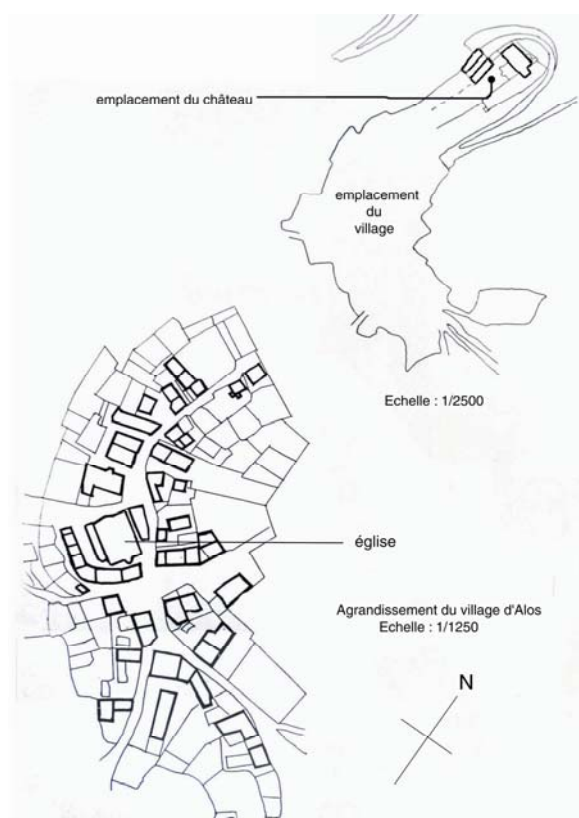 emplacement du château
emplacement
du
village
Echelle : 1/2500
église
Agrandissement du village d'Alos
Echelle : 1/1250
N